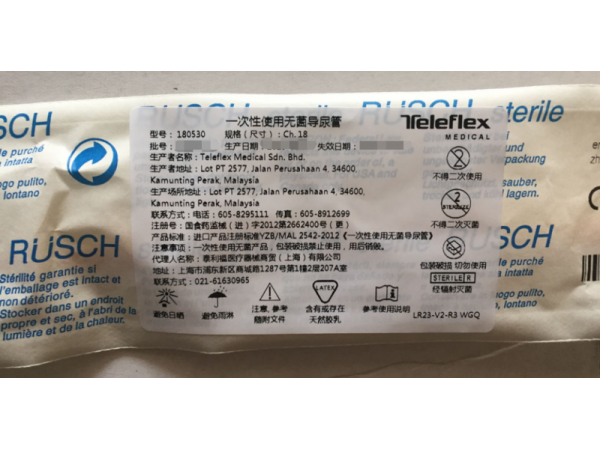 RUSCH sterile RUSCH sterile
一次性使用无菌导尿管
Teleflex
MEDICAL
型号：180530 规格（尺寸）：Ch.18
批号： 生产日期 失效日期：
生产者名称：Teleflex Medical Sdn. Bhd.
生产者地址：Lot PT 2577, Jalan Perusahaan 4, 34600,
Kamunting Perak, Malaysia
生产场所地址：Lot PT 2577, Jalan Perusahaan 4, 34600,
Kamunting Perak, Malaysia
联系方式：电话：605-8295111 传真：605-8912699
注册号：国食药监械（进）字2012第2662400号（更）
产品标准：进口产品注册标准YZB/MAL 2542-2012《一次性使用无菌导尿管》
注意事项：一次性使用无菌产品，包装破损禁止使用，用后销毁。
代理人名称：泰利福医疗器械商贸（上海）有限公司
地址：上海市浦东新区商城路1287号第1幢2层207A室
联系方式：021-61630965
不得二次使用
2
STERILIZE
不得二次灭菌
包装破损 切勿使用
STERILE R
经辐射灭菌
避免日晒
避免雨淋
注意，参考
随附文件
LATEX
含有或存在
天然胶乳
参考使用说明
LR23-V2-R3 WGQ
SCH
purché
intatta
pulito,
lontano
RUSCH
Stérilité garantie si
l'emballage est intact et
non détérioré.
Stocker dans un endroit
propre et sec, à l'abri de la
lumière et de la chaleur.
sauber,
ogo pulito,
lontano